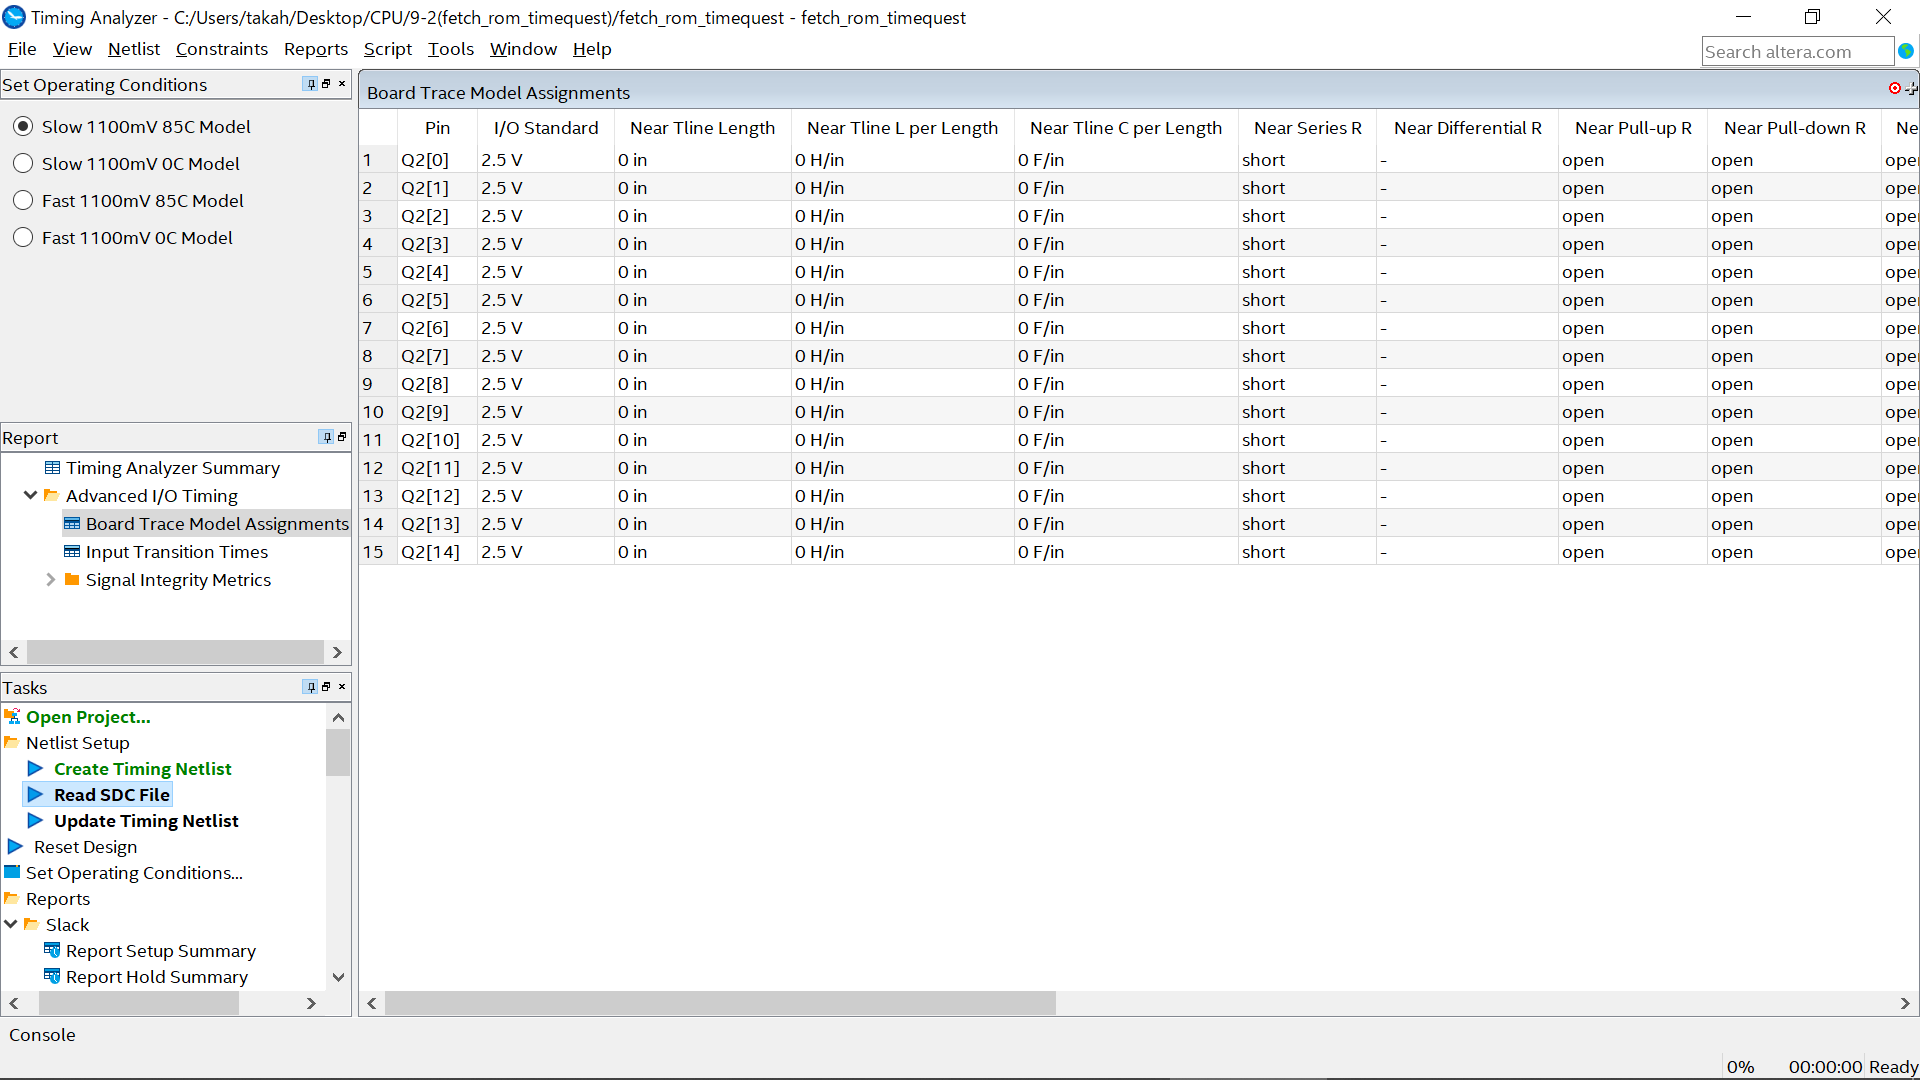 Timing Analyzer - C:/Users/takah/Desktop/CPU/9-2(fetch_rom_timequest)/fetch_rom_timequest - fetch_rom_timequest
File View Netlist Constraints Reports Script Tools Window Help
Search altera.com
Set Operating Conditions
Slow 1100mV 85C Model
Slow 1100mV 0C Model
Fast 1100mV 85C Model
Fast 1100mV 0C Model
Report
Timing Analyzer Summary
Advanced I/O Timing
Board Trace Model Assignments
Input Transition Times
Signal Integrity Metrics
Tasks
Open Project...
Netlist Setup
Create Timing Netlist
Read SDC File
Update Timing Netlist
Reset Design
Set Operating Conditions...
Reports
Slack
Report Setup Summary
Report Hold Summary
Board Trace Model Assignments
Pin I/O Standard Near Tline Length Near Tline L per Length Near Tline C per Length Near Series R Near Differential R Near Pull-up R Near Pull-down R Ne
1 Q2[0] 2.5 V 0 in 0 H/in 0 F/in short - open open ope
2 Q2[1] 2.5 V 0 in 0 H/in 0 F/in short - open open ope
3 Q2[2] 2.5 V 0 in 0 H/in 0 F/in short - open open ope
4 Q2[3] 2.5 V 0 in 0 H/in 0 F/in short - open open ope
5 Q2[4] 2.5 V 0 in 0 H/in 0 F/in short - open open ope
6 Q2[5] 2.5 V 0 in 0 H/in 0 F/in short - open open ope
7 Q2[6] 2.5 V 0 in 0 H/in 0 F/in short - open open ope
8 Q2[7] 2.5 V 0 in 0 H/in 0 F/in short - open open ope
9 Q2[8] 2.5 V 0 in 0 H/in 0 F/in short - open open ope
10 Q2[9] 2.5 V 0 in 0 H/in 0 F/in short - open open ope
11 Q2[10] 2.5 V 0 in 0 H/in 0 F/in short - open open ope
12 Q2[11] 2.5 V 0 in 0 H/in 0 F/in short - open open ope
13 Q2[12] 2.5 V 0 in 0 H/in 0 F/in short - open open ope
14 Q2[13] 2.5 V 0 in 0 H/in 0 F/in short - open open ope
15 Q2[14] 2.5 V 0 in 0 H/in 0 F/in short - open open ope
Console
0% 00:00:00 Ready